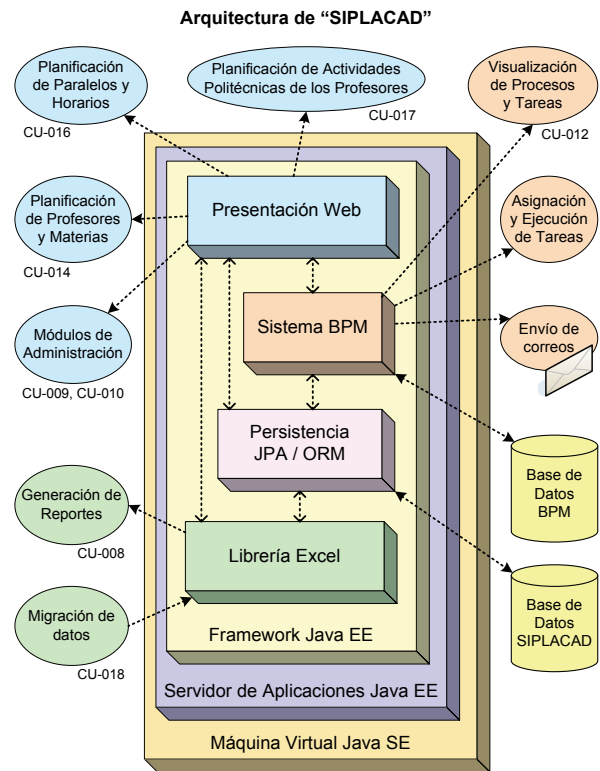 Arquitectura de “SIPLACAD”
Planificación
de Paralelos y
Horarios
CU-016
Planificación de Actividades
Politécnicas de los Profesores
CU-017
Visualización
de Procesos
y Tareas
CU-012
Planificación
de Profesores
y Materias
CU-014
Presentación Web
Asignación
y Ejecución
de Tareas
Módulos de
Administración
CU-009, CU-010
Sistema BPM
Envío de
correos
Persistencia
JPA / ORM
Base de
Datos
BPM
Generación de
Reportes
CU-008
Librería Excel
Migración de
datos
CU-018
Base de
Datos
SIPLACAD
Framework Java EE
Servidor de Aplicaciones Java EE
Máquina Virtual Java SE